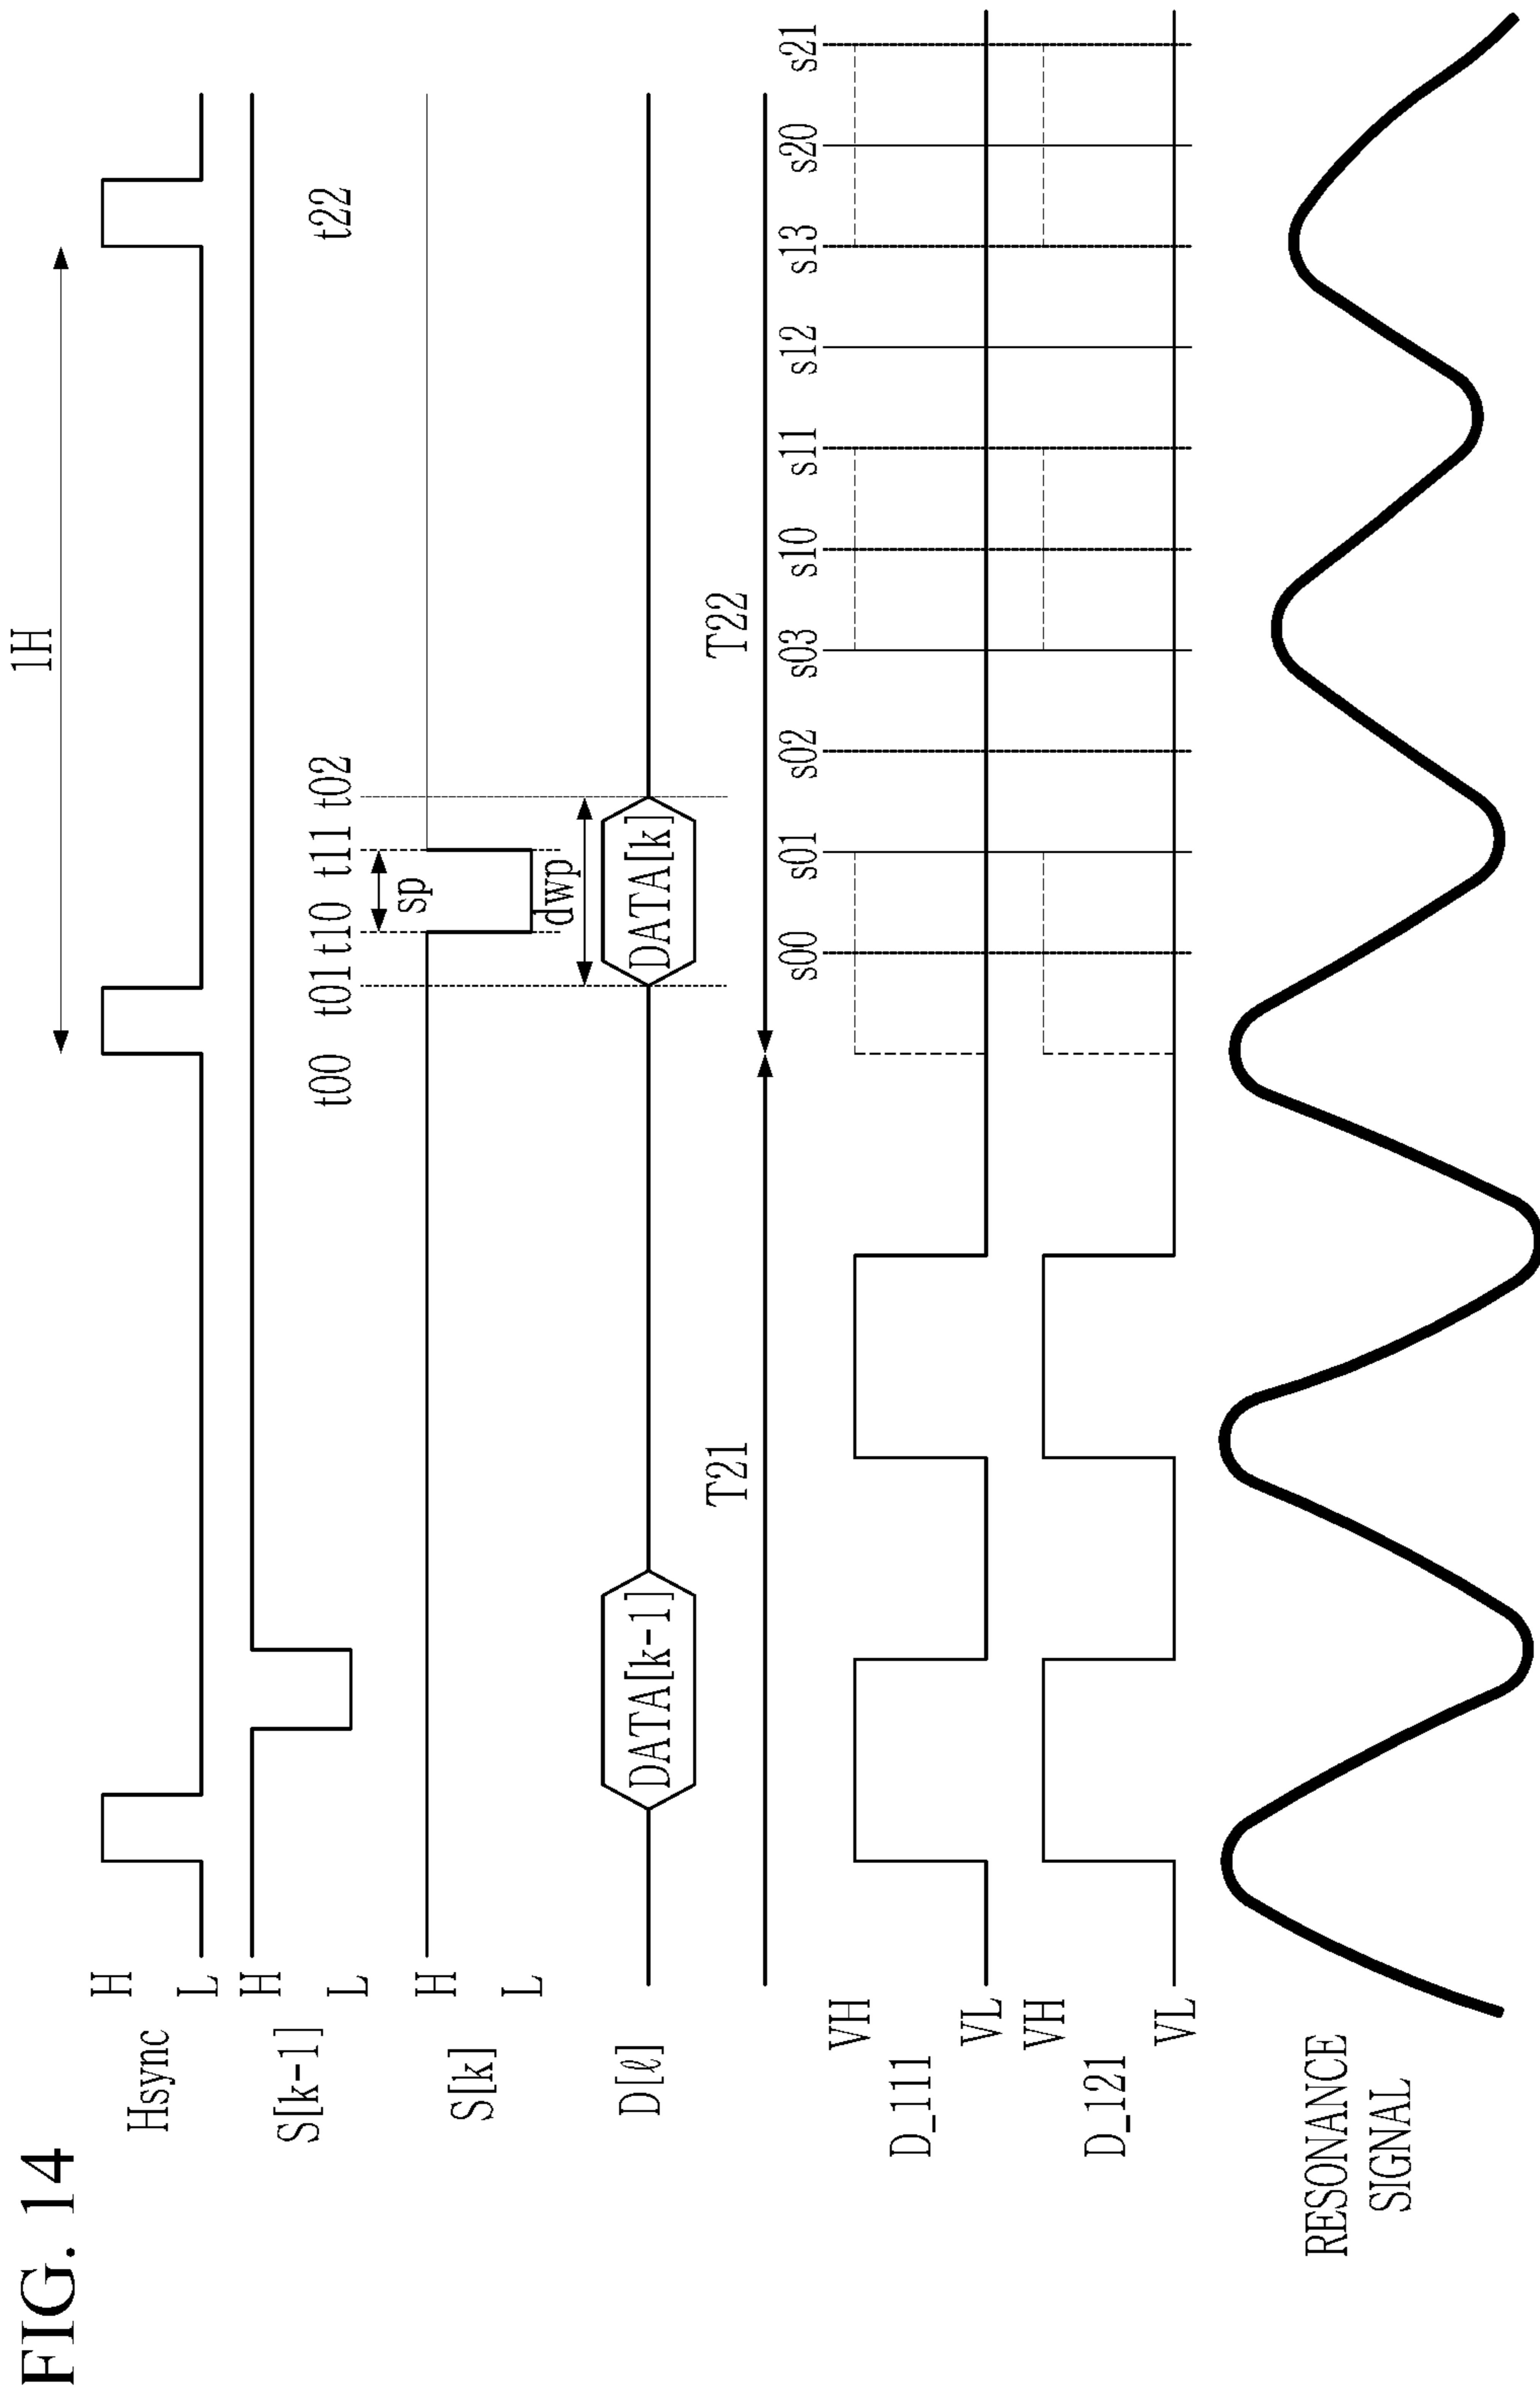 FIG. 14
1H
Hsync
H
L
S[k-1]
H
L
t00 t01 t10 t11 t02
t22
S[k]
H
L
sp
dwp
D[ℓ]
DATA[k-1]
DATA[k]
T21
T22
s00 s01 s02 s03 s10 s11 s12 s13 s20 s21
D_111
VH
VL
D_121
VH
VL
RESONANCE
SIGNAL